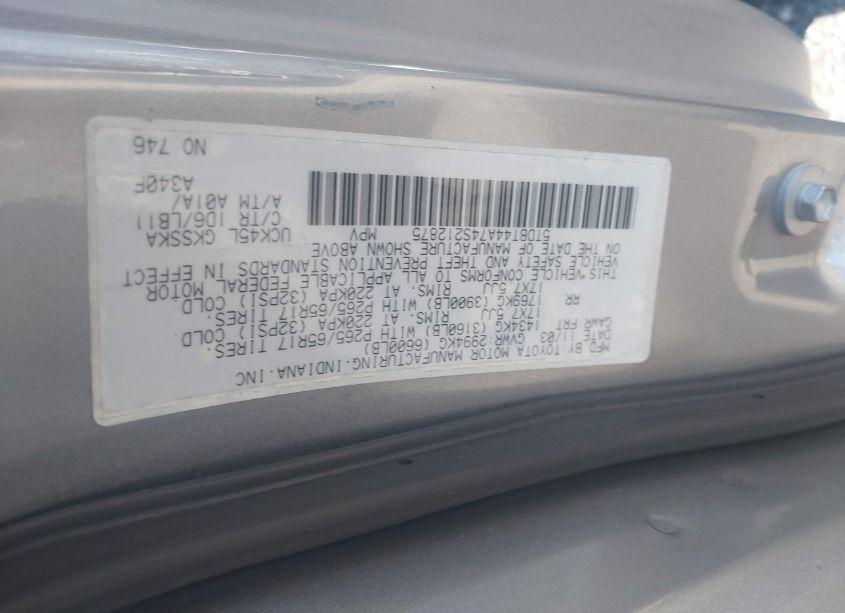 MFD BY:TOYOTA MOTOR MANUFACTURING.INDIANA.INC
DATE 11/03 GVWR:2994KG (6600LB)
GAWR:FRT 1434KG (3160LB) WITH P265/65R17 TIRES
17X7.5JJ RIMS. AT 220KPA (32PSI) COLD
RR 1769KG (3900LB) WITH P265/65R17 TIRES
17X7.5JJ RIMS. AT 220KPA (32PSI) COLD
THIS VEHICLE CONFORMS TO ALL APPLICABLE FEDERAL MOTOR
VEHICLE SAFETY AND THEFT PREVENTION STANDARDS IN EFFECT
ON THE DATE OF MANUFACTURE SHOWN ABOVE
5TDBT44A74S212875 MPV
UCK45L GKSSKA
C/TR 1D6/LB11
A/TM A01A/
A340F
NO 746